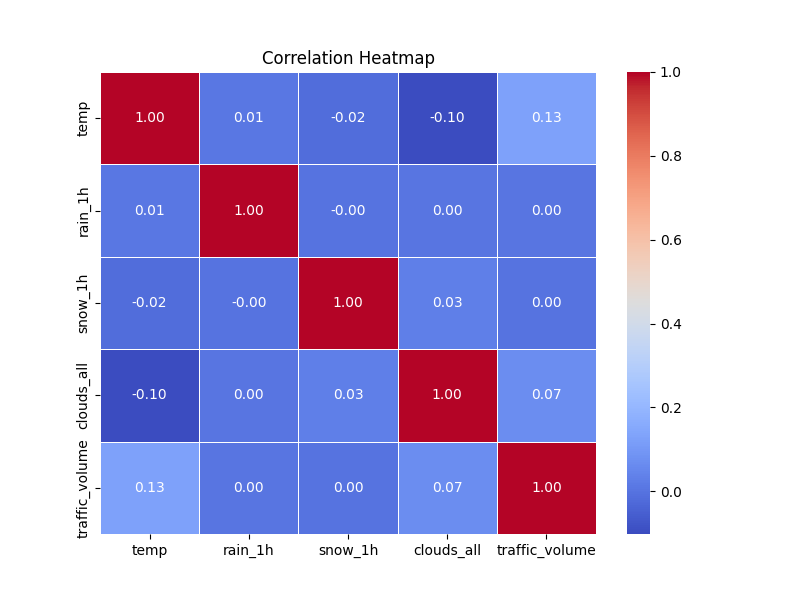 Correlation Heatmap
temp 1.00 0.01 -0.02 -0.10 0.13
rain_1h 0.01 1.00 -0.00 0.00 0.00
snow_1h -0.02 -0.00 1.00 0.03 0.00
clouds_all -0.10 0.00 0.03 1.00 0.07
traffic_volume 0.13 0.00 0.00 0.07 1.00
temp rain_1h snow_1h clouds_all traffic_volume
1.0
0.8
0.6
0.4
0.2
0.0